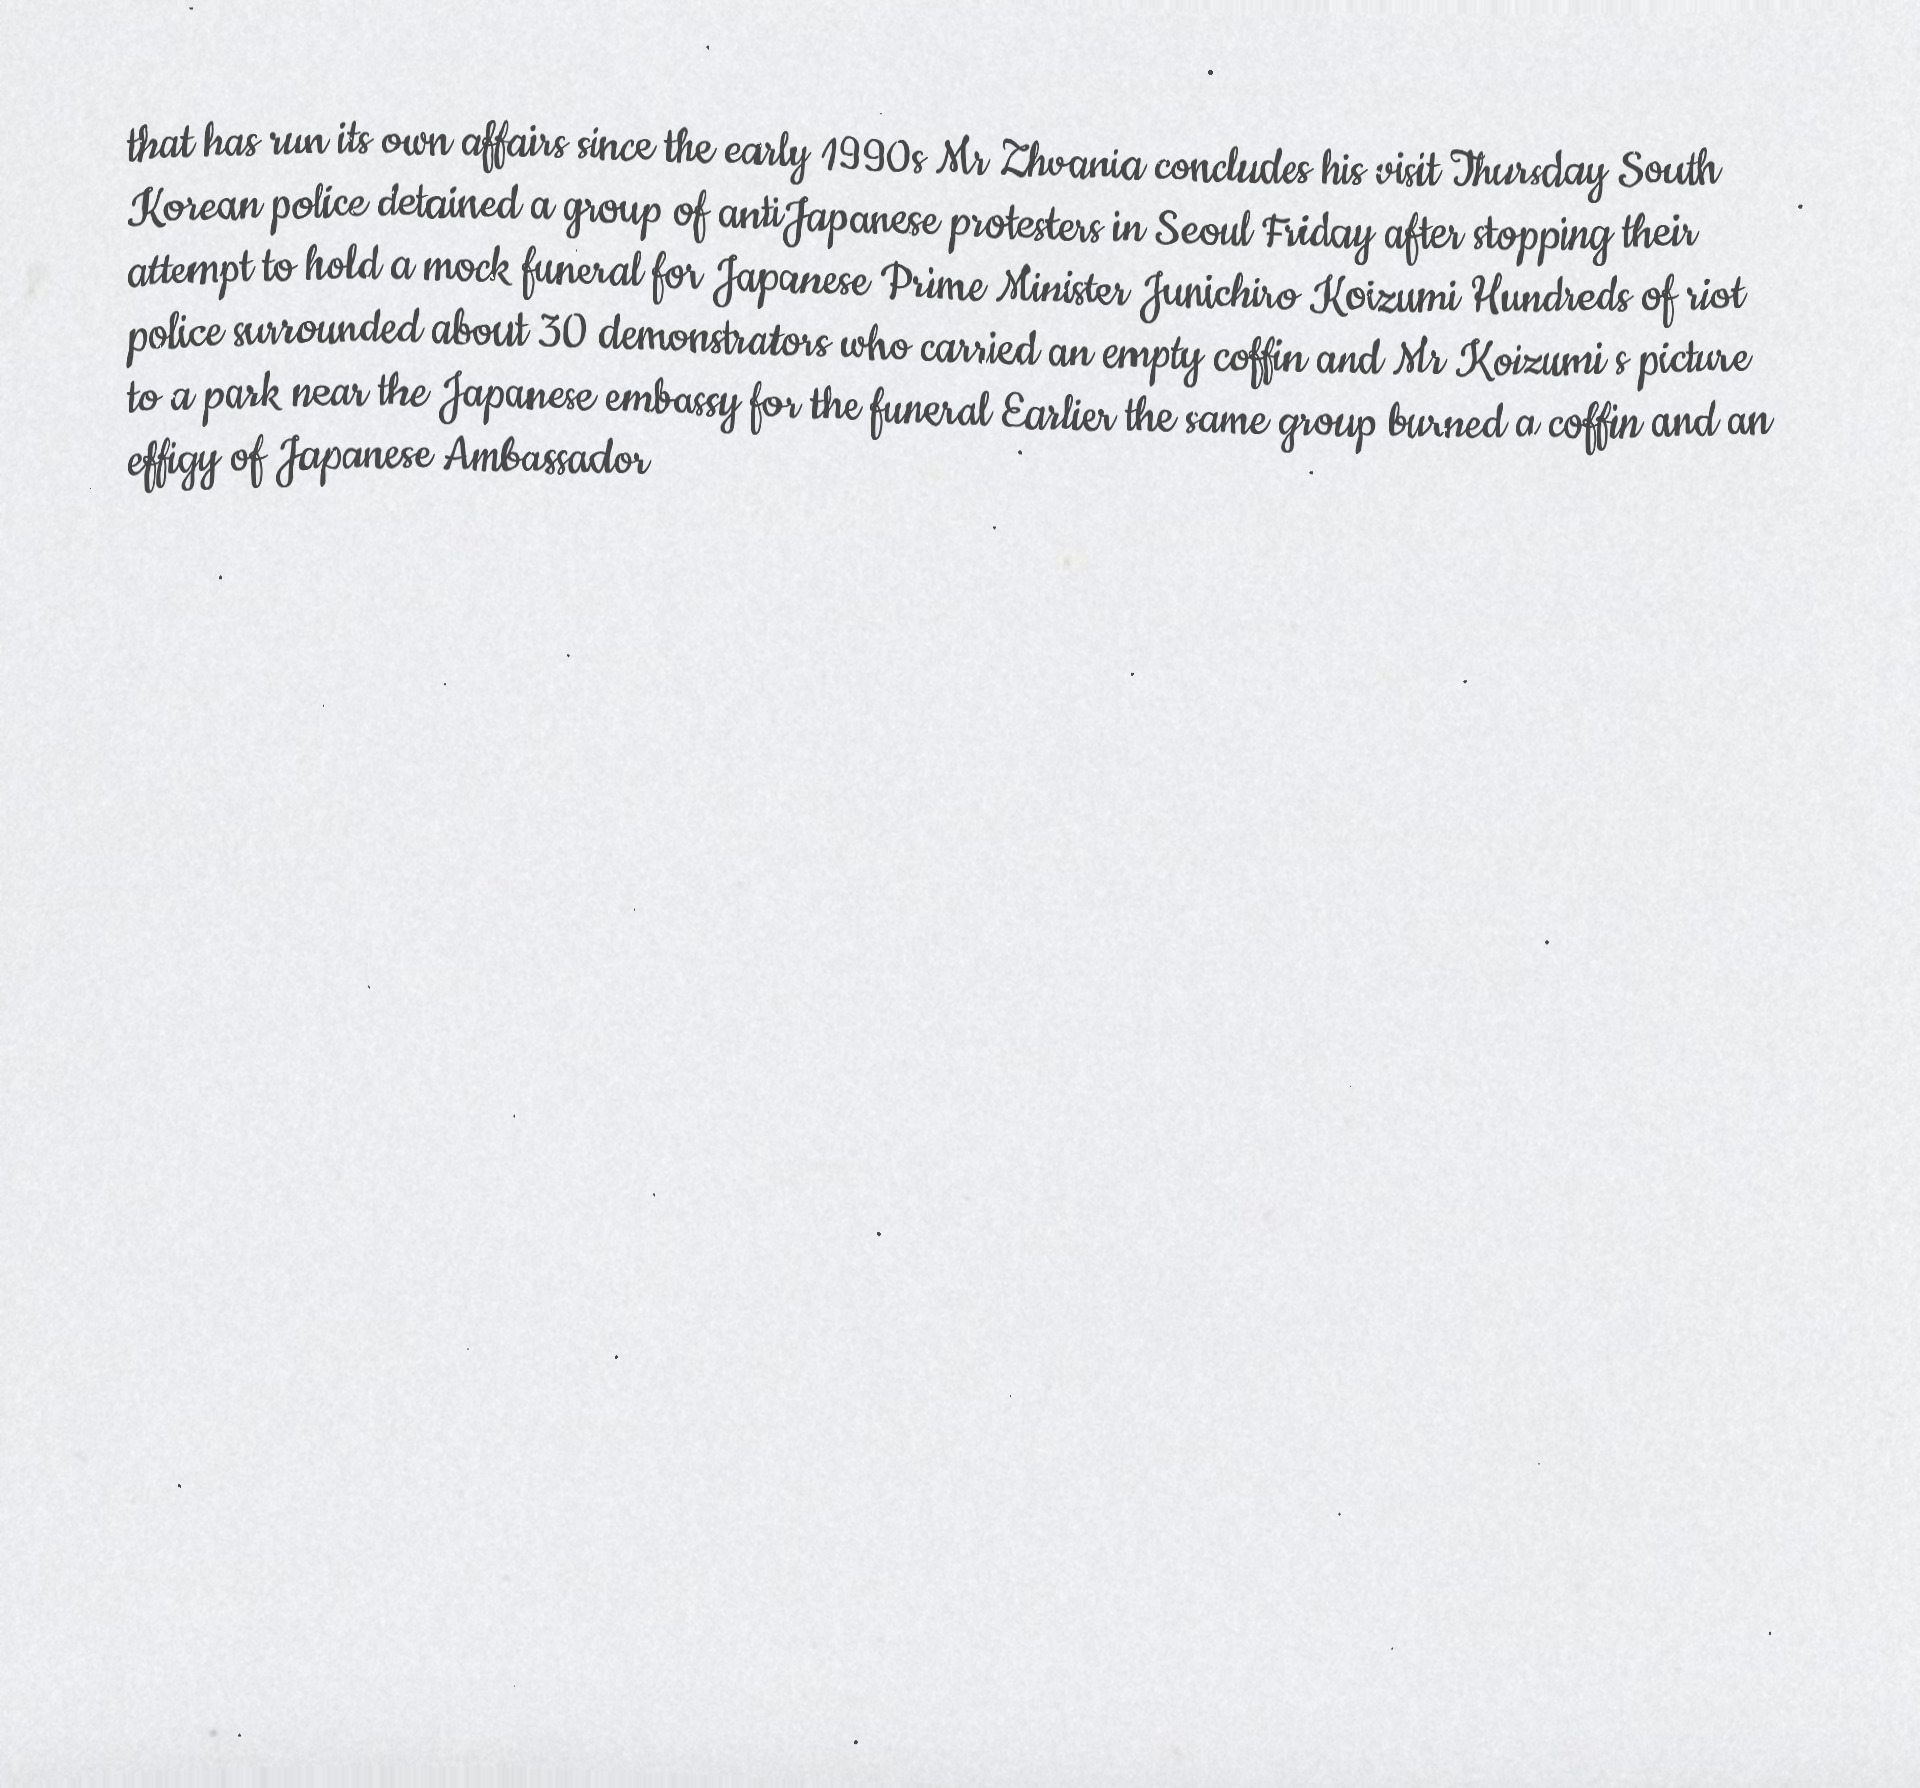 that has run its own affairs since the early 1990s Mr Zhvania concludes his visit Thursday South
Korean police detained a group of antiJapanese protesters in Seoul Friday after stopping their
attempt to hold a mock funeral for Japanese Prime Minister Junichiro Koizumi Hundreds of riot
police surrounded about 30 demonstrators who carried an empty coffin and Mr Koizumi s picture
to a park near the Japanese embassy for the funeral Earlier the same group burned a coffin and an
effigy of Japanese Ambassador